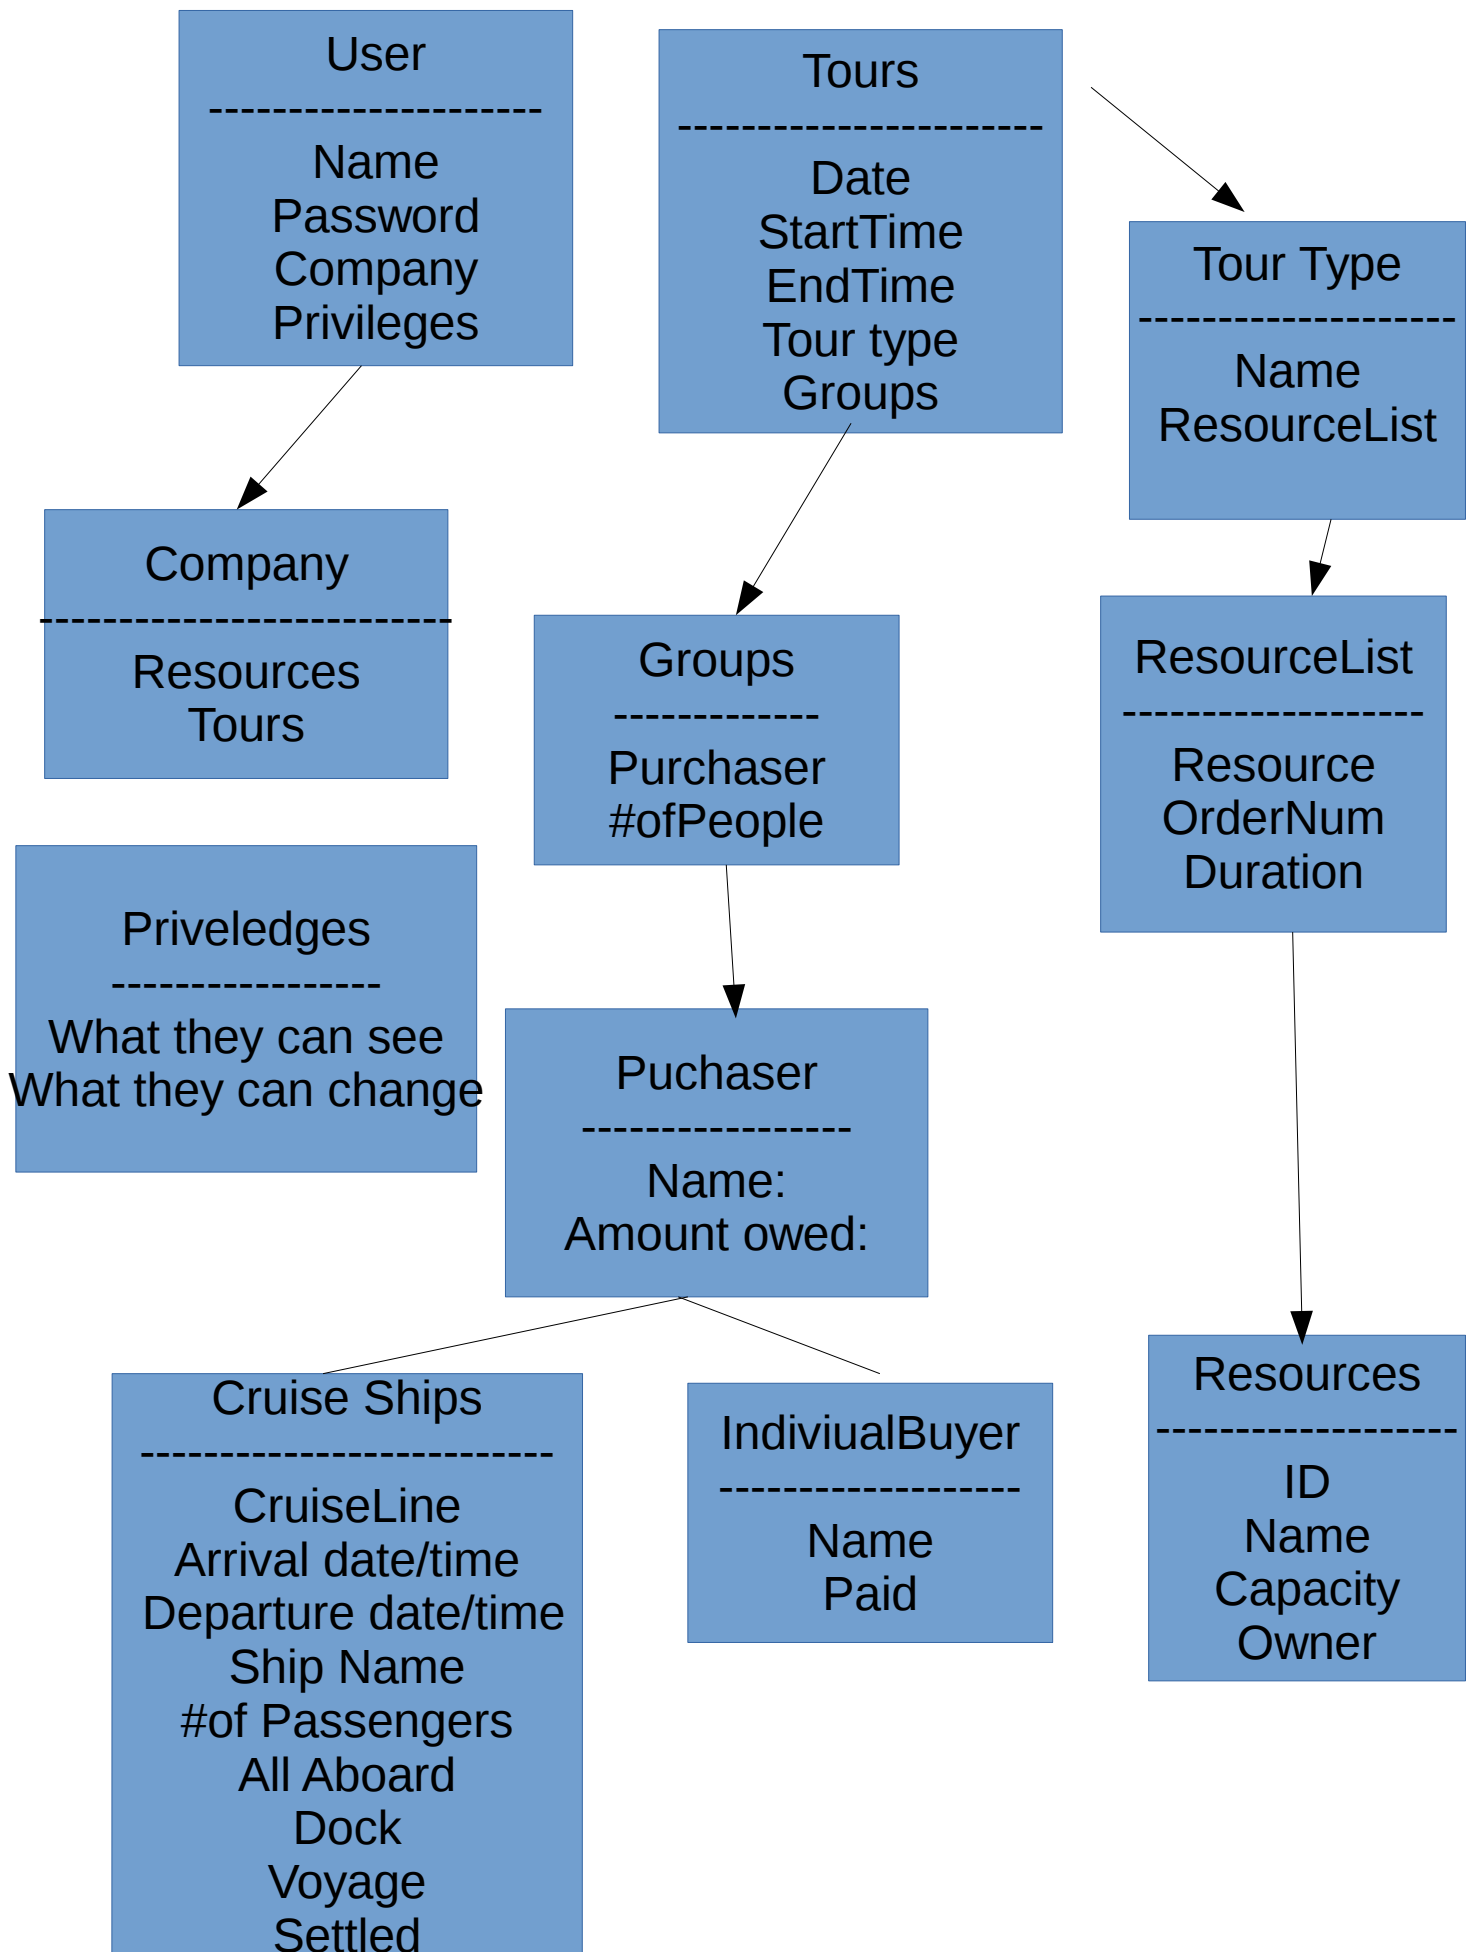 User
---------------------
Name
Password
Company
Privileges
Tours
-----------------------
Date
StartTime
EndTime
Tour type
Groups
Tour Type
--------------------
Name
ResourceList
Company
--------------------------
Resources
Tours
Groups
-------------
Purchaser
#ofPeople
ResourceList
-------------------
Resource
OrderNum
Duration
Priveledges
-----------------
What they can see
What they can change
Puchaser
-----------------
Name:
Amount owed:
Cruise Ships
--------------------------
CruiseLine
Arrival date/time
Departure date/time
Ship Name
#of Passengers
All Aboard
Dock
Voyage
Settled
IndiviualBuyer
-------------------
Name
Paid
Resources
-------------------
ID
Name
Capacity
Owner